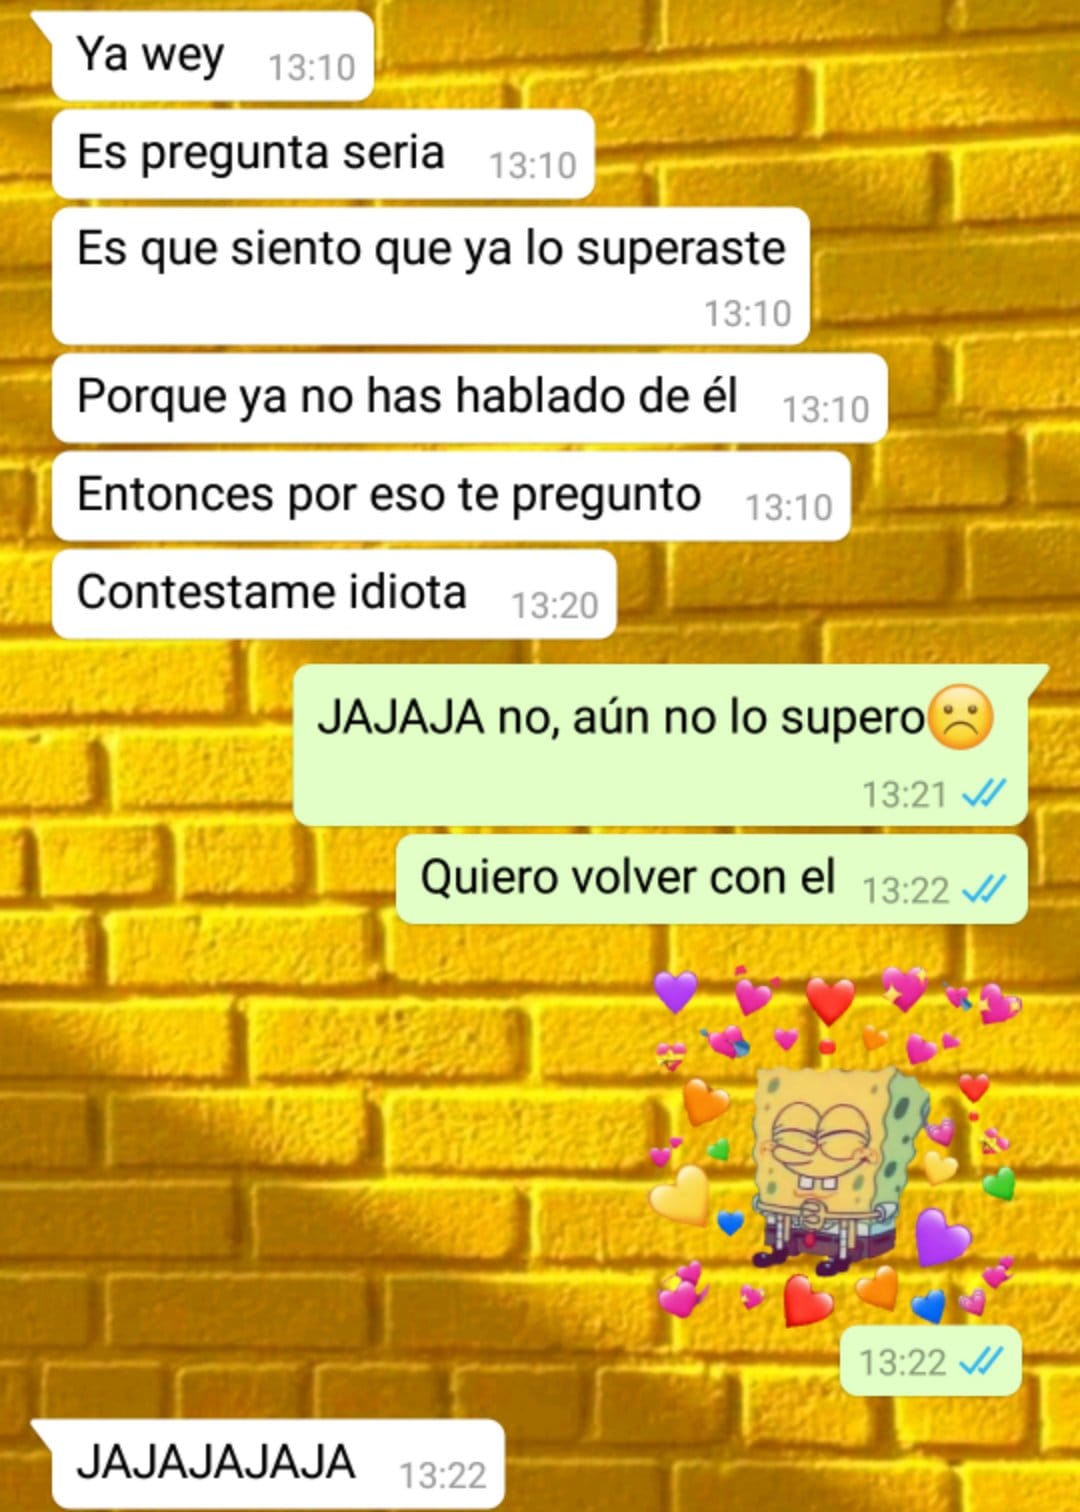 Ya wey 13:10
Es pregunta seria 13:10
Es que siento que ya lo superaste
13:10
Porque ya no has hablado de él 13:10
Entonces por eso te pregunto 13:10
Contestame idiota 13:20
JAJAJA no, aún no lo supero☹️
13:21
Quiero volver con el 13:22
13:22
JAJAJAJAJA 13:22